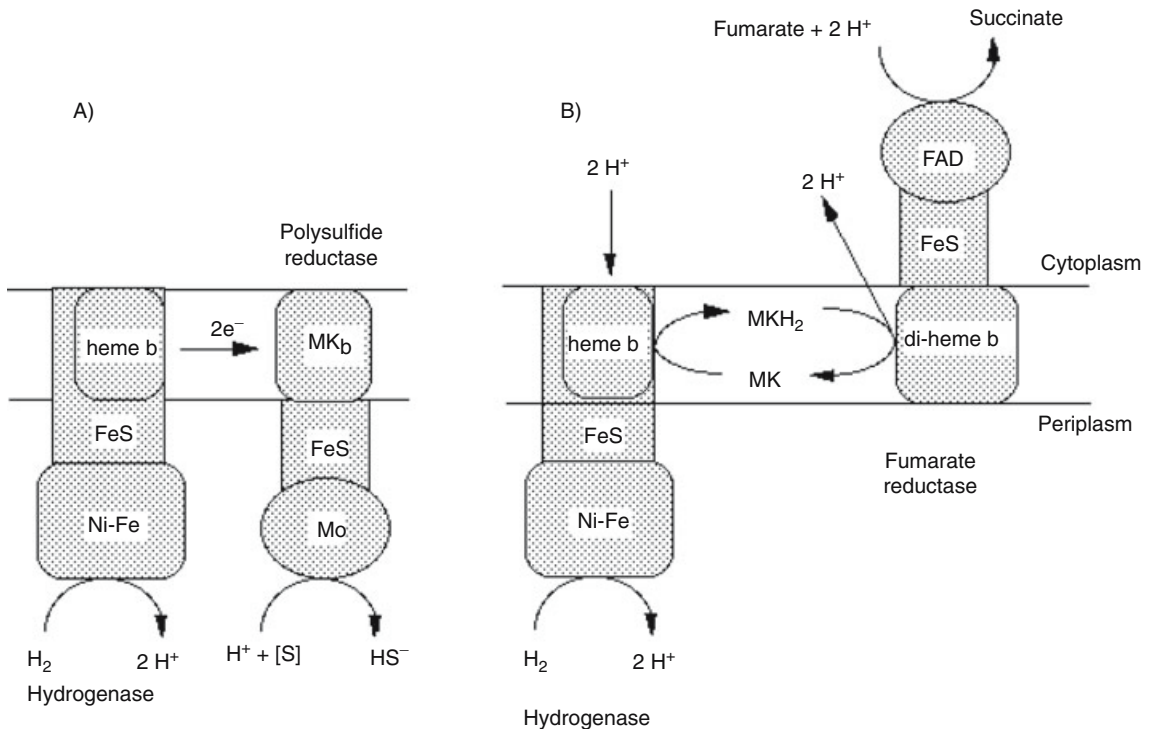 A)
Polysulfide
reductase
heme b
2e⁻
MK_b
FeS
FeS
Ni-Fe
Mo
H₂
2 H⁺
H⁺ + [S]
HS⁻
Hydrogenase
B)
Fumarate + 2 H⁺
Succinate
FAD
2 H⁺
2 H⁺
FeS
Cytoplasm
heme b
MKH₂
MK
di-heme b
Periplasm
FeS
Fumarate
reductase
Ni-Fe
H₂
2 H⁺
Hydrogenase